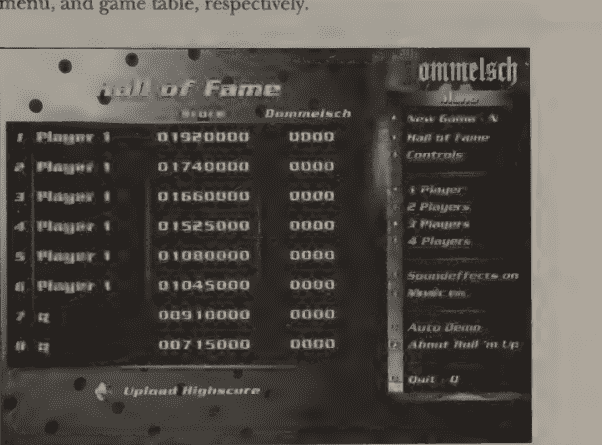 menu, and game table, respectively.
ommelsch
Hall of Fame
Score Dommelsch
1 Player 1 01920000 0000
2 Player 1 01740000 0000
3 Player 1 01660000 0000
4 Player 1 01525000 0000
5 Player 1 01080000 0000
6 Player 1 01045000 0000
7 00910000 0000
8 00715000 0000
Upload Highscore
Menu
New Game - N
Hall of Fame
Controls
1 Player
2 Players
3 Players
4 Players
Soundeffects on
Music on
Auto Demo
About Roll 'm Up
Quit - Q